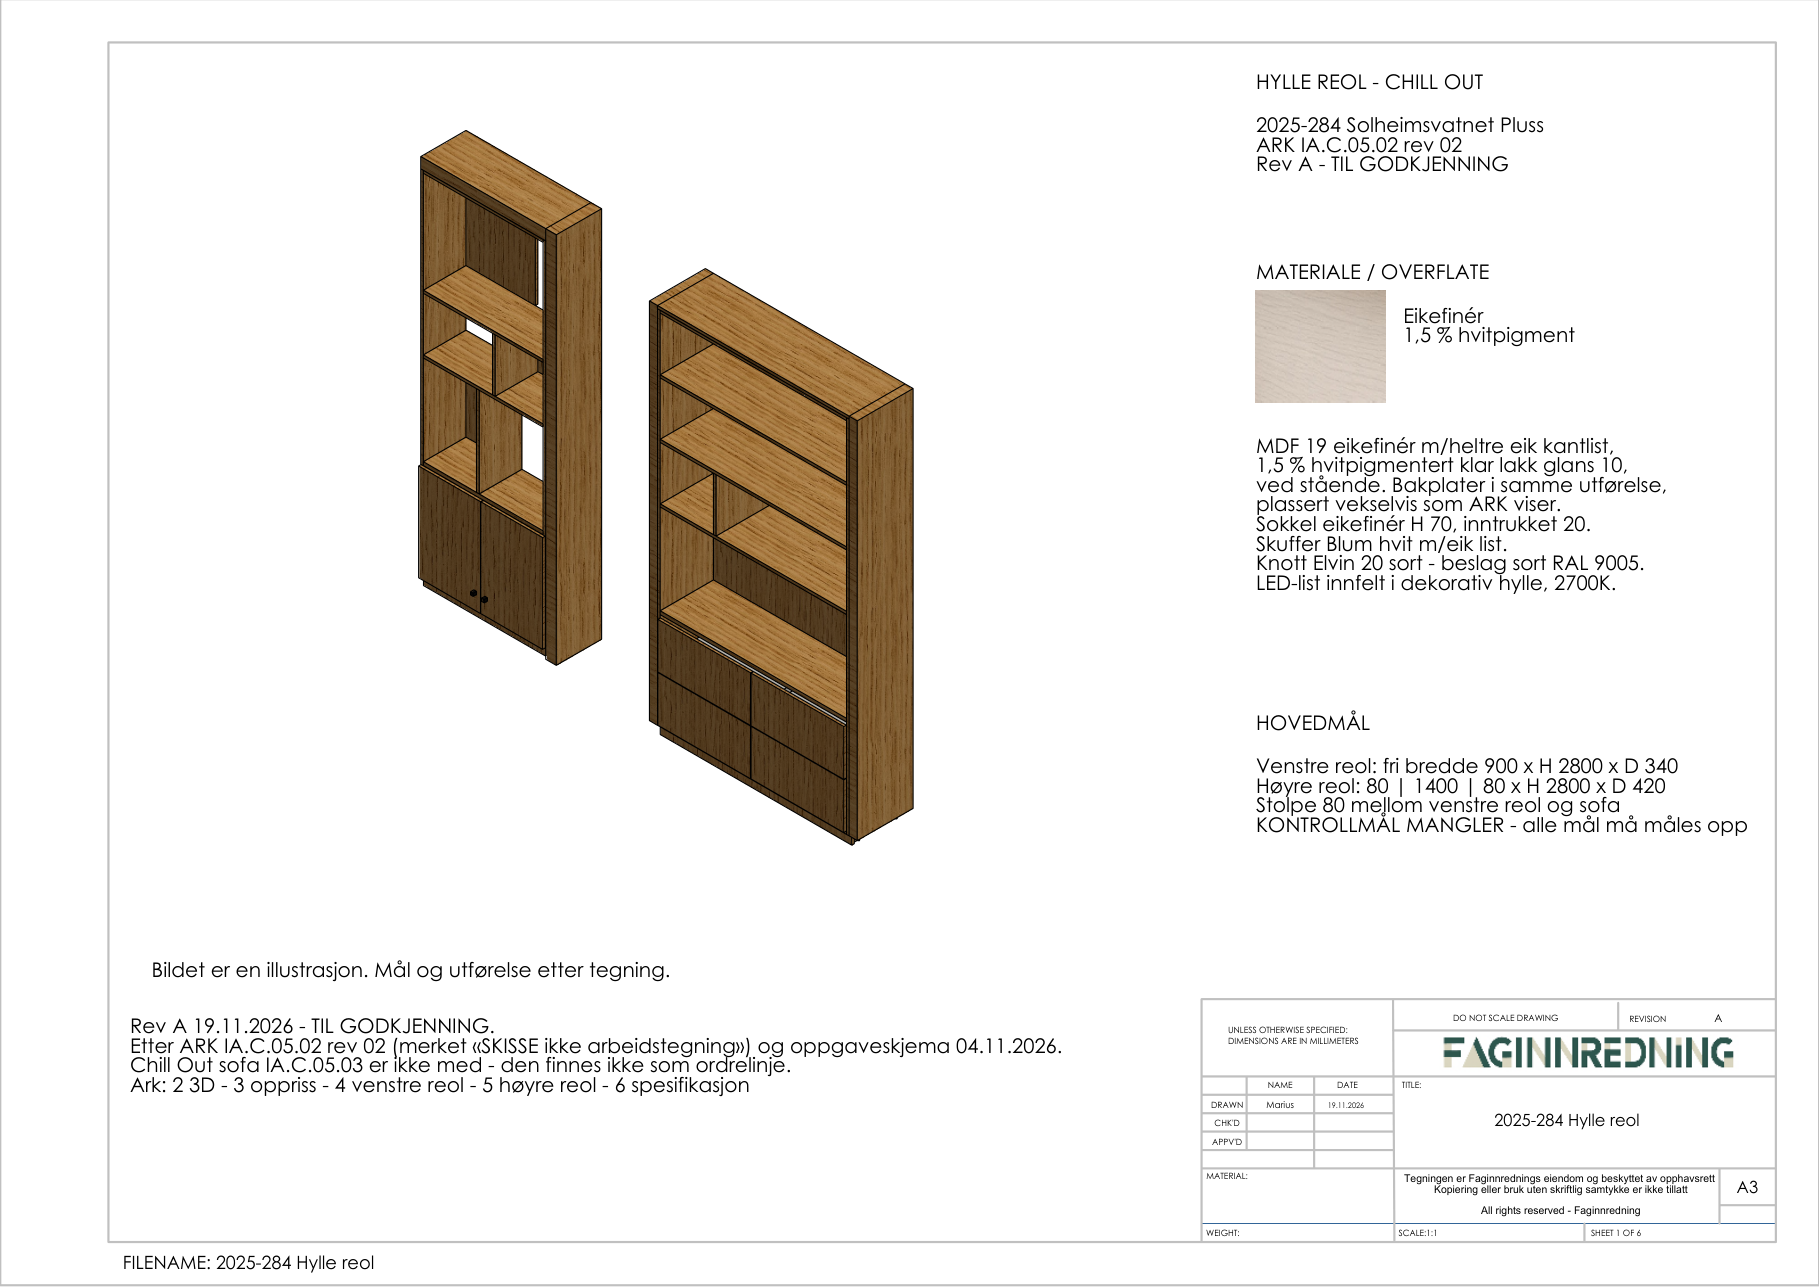 HYLLE REOL - CHILL OUT
2025-284 Solheimsvatnet Pluss
ARK IA.C.05.02 rev 02
Rev A - TIL GODKJENNING
MATERIALE / OVERFLATE
Eikefinér
1,5 % hvitpigment
MDF 19 eikefinér m/heltre eik kantlist,
1,5 % hvitpigmentert klar lakk glans 10,
ved stående. Bakplater i samme utførelse,
plassert vekselvis som ARK viser.
Sokkel eikefinér H 70, inntrukket 20.
Skuffer Blum hvit m/eik list.
Knott Elvin 20 sort - beslag sort RAL 9005.
LED-list innfelt i dekorativ hylle, 2700K.
HOVEDMÅL
Venstre reol: fri bredde 900 x H 2800 x D 340
Høyre reol: 80 | 1400 | 80 x H 2800 x D 420
Stolpe 80 mellom venstre reol og sofa
KONTROLLMÅL MANGLER - alle mål må måles opp
Bildet er en illustrasjon. Mål og utførelse etter tegning.
Rev A 19.11.2026 - TIL GODKJENNING.
Etter ARK IA.C.05.02 rev 02 (merket «SKISSE ikke arbeidstegning») og oppgaveskjema 04.11.2026.
Chill Out sofa IA.C.05.03 er ikke med - den finnes ikke som ordrelinje.
Ark: 2 3D - 3 oppriss - 4 venstre reol - 5 høyre reol - 6 spesifikasjon
UNLESS OTHERWISE SPECIFIED:
DIMENSIONS ARE IN MILLIMETERS
DO NOT SCALE DRAWING
REVISION A
FAGINNREDNING
NAME DATE
DRAWN Marius 19.11.2026
CHK'D
APPV'D
TITLE:
2025-284 Hylle reol
MATERIAL:
Tegningen er Faginnrednings eiendom og beskyttet av opphavsrett
Kopiering eller bruk uten skriftlig samtykke er ikke tillatt
All rights reserved - Faginnredning
A3
WEIGHT:
SCALE:1:1
SHEET 1 OF 6
FILENAME: 2025-284 Hylle reol